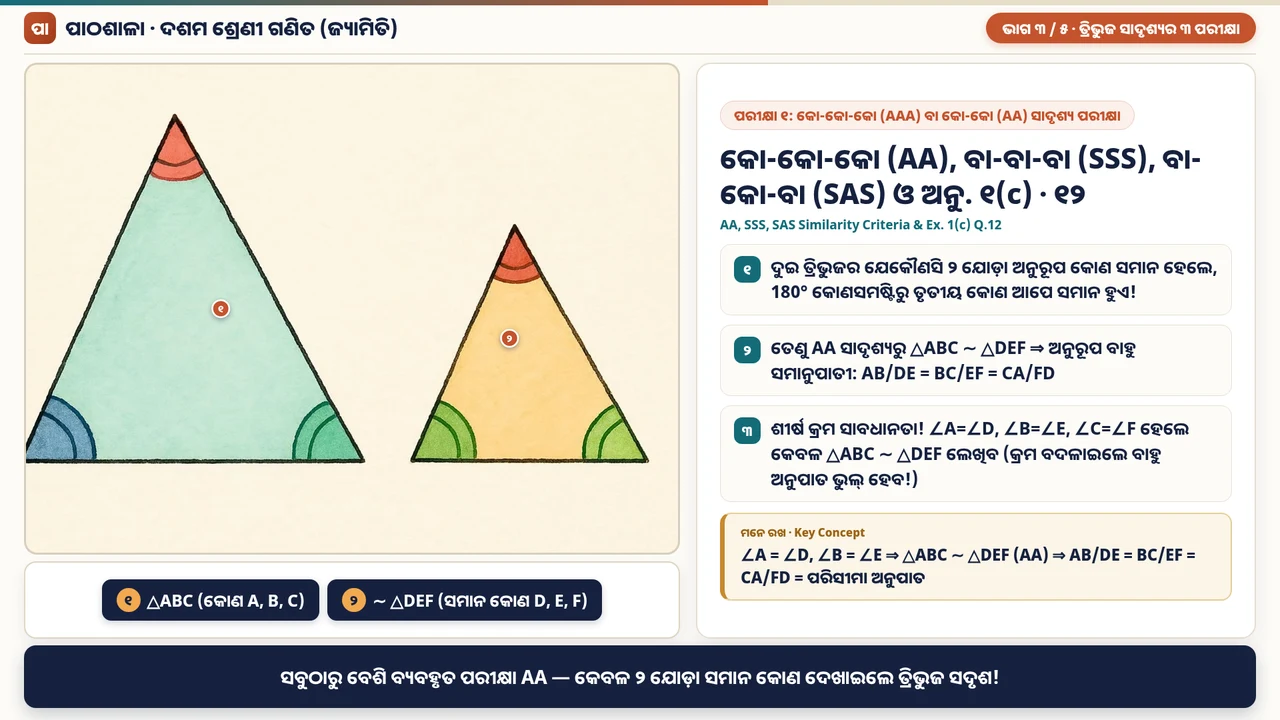 ପା
ପାଠଶାଳା · ଦଶମ ଶ୍ରେଣୀ ଗଣିତ (ଜ୍ୟାମିତି)
ଭାଗ ୩ / ୫ · ତ୍ରିଭୁଜ ସାଦୃଶ୍ୟର ୩ ପରୀକ୍ଷା
୧
୨
୧ △ABC (କୋଣ A, B, C)
୨ ~ △DEF (ସମାନ କୋଣ D, E, F)
ପରୀକ୍ଷା ୧: କୋ-କୋ-କୋ (AAA) ବା କୋ-କୋ (AA) ସାଦୃଶ୍ୟ ପରୀକ୍ଷା
କୋ-କୋ-କୋ (AA), ବା-ବା-ବା (SSS), ବା-
କୋ-ବା (SAS) ଓ ଅନୁ. ୧(c) · ୧୨
AA, SSS, SAS Similarity Criteria & Ex. 1(c) Q.12
୧ ଦୁଇ ତ୍ରିଭୁଜର ଯେକୌଣସି ୨ ଯୋଡ଼ା ଅନୁରୂପ କୋଣ ସମାନ ହେଲେ,
180° କୋଣସମଷ୍ଟିରୁ ତୃତୀୟ କୋଣ ଆପେ ସମାନ ହୁଏ!
୨ ତେଣୁ AA ସାଦୃଶ୍ୟରୁ △ABC ~ △DEF ⇒ ଅନୁରୂପ ବାହୁ
ସମାନୁପାତୀ: AB/DE = BC/EF = CA/FD
୩ ଶୀର୍ଷ କ୍ରମ ସାବଧାନତା! ∠A=∠D, ∠B=∠E, ∠C=∠F ହେଲେ
କେବଳ △ABC ~ △DEF ଲେଖିବ (କ୍ରମ ବଦଳାଇଲେ ବାହୁ
ଅନୁପାତ ଭୁଲ୍ ହେବ!)
ମନେ ରଖ · Key Concept
∠A = ∠D, ∠B = ∠E ⇒ △ABC ~ △DEF (AA) ⇒ AB/DE = BC/EF =
CA/FD = ପରିସୀମା ଅନୁପାତ
ସବୁଠାରୁ ବେଶି ବ୍ୟବହୃତ ପରୀକ୍ଷା AA — କେବଳ ୨ ଯୋଡ଼ା ସମାନ କୋଣ ଦେଖାଇଲେ ତ୍ରିଭୁଜ ସଦୃଶ!